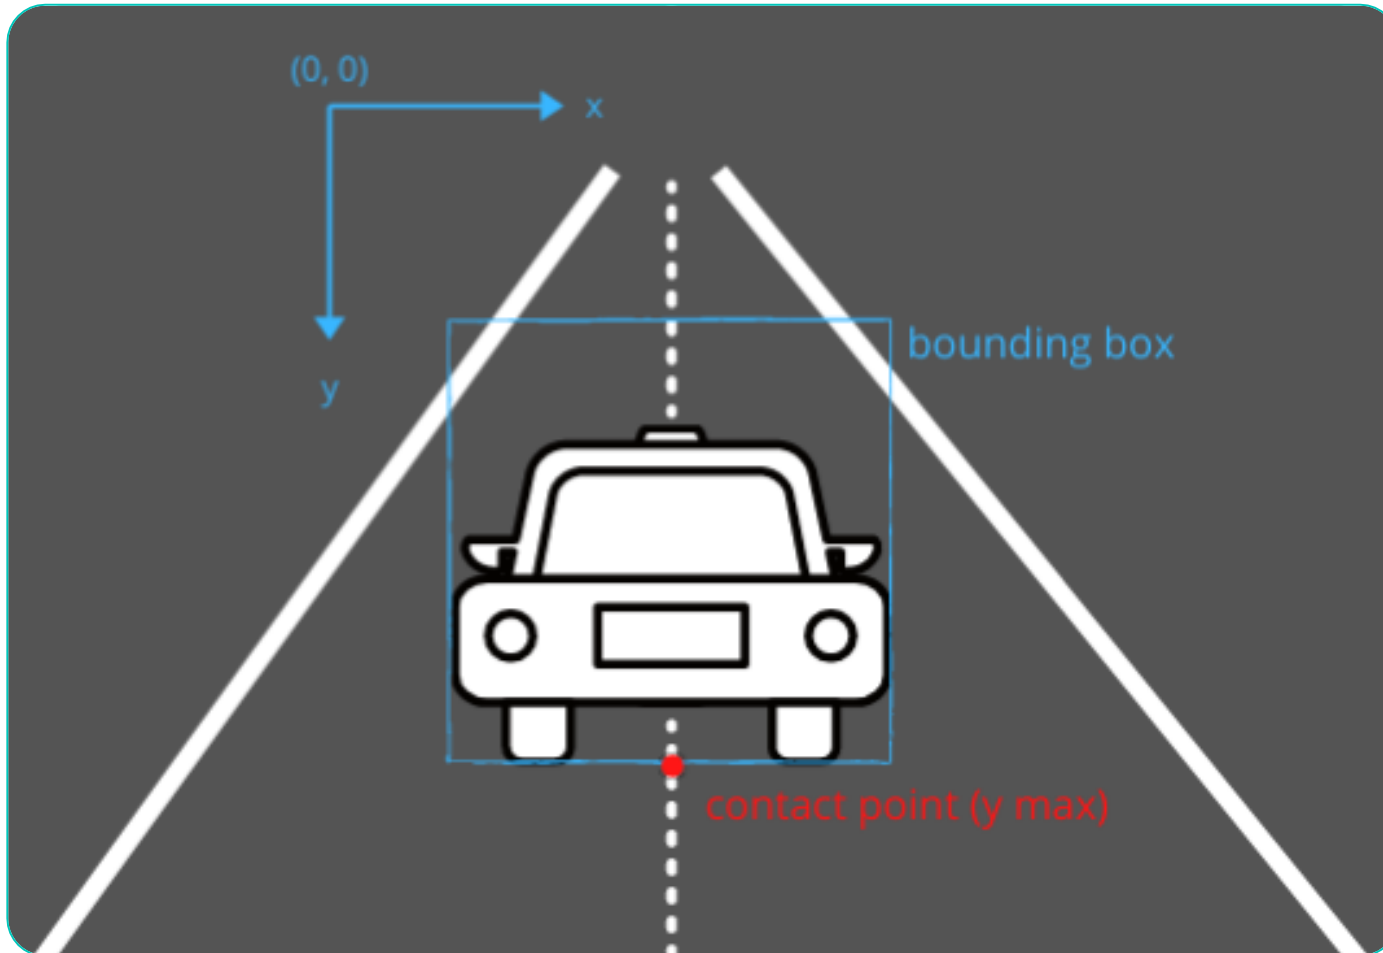 (0, 0)
x
y
bounding box
contact point (y max)